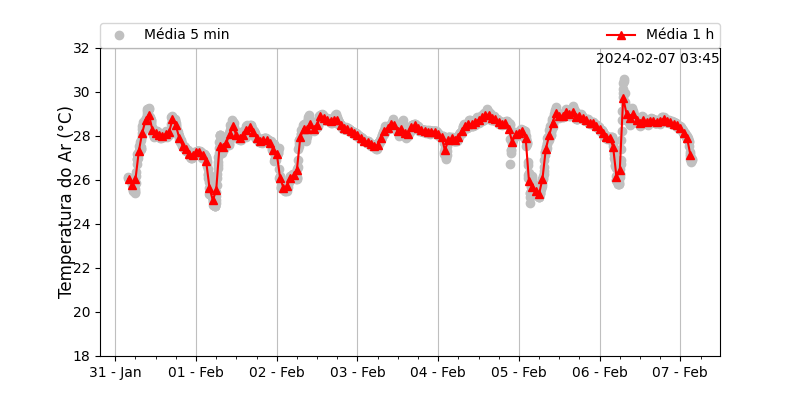 Média 5 min
Média 1 h
2024-02-07 03:45
Temperatura do Ar (°C)
32
30
28
26
24
22
20
18
31 - Jan
01 - Feb
02 - Feb
03 - Feb
04 - Feb
05 - Feb
06 - Feb
07 - Feb